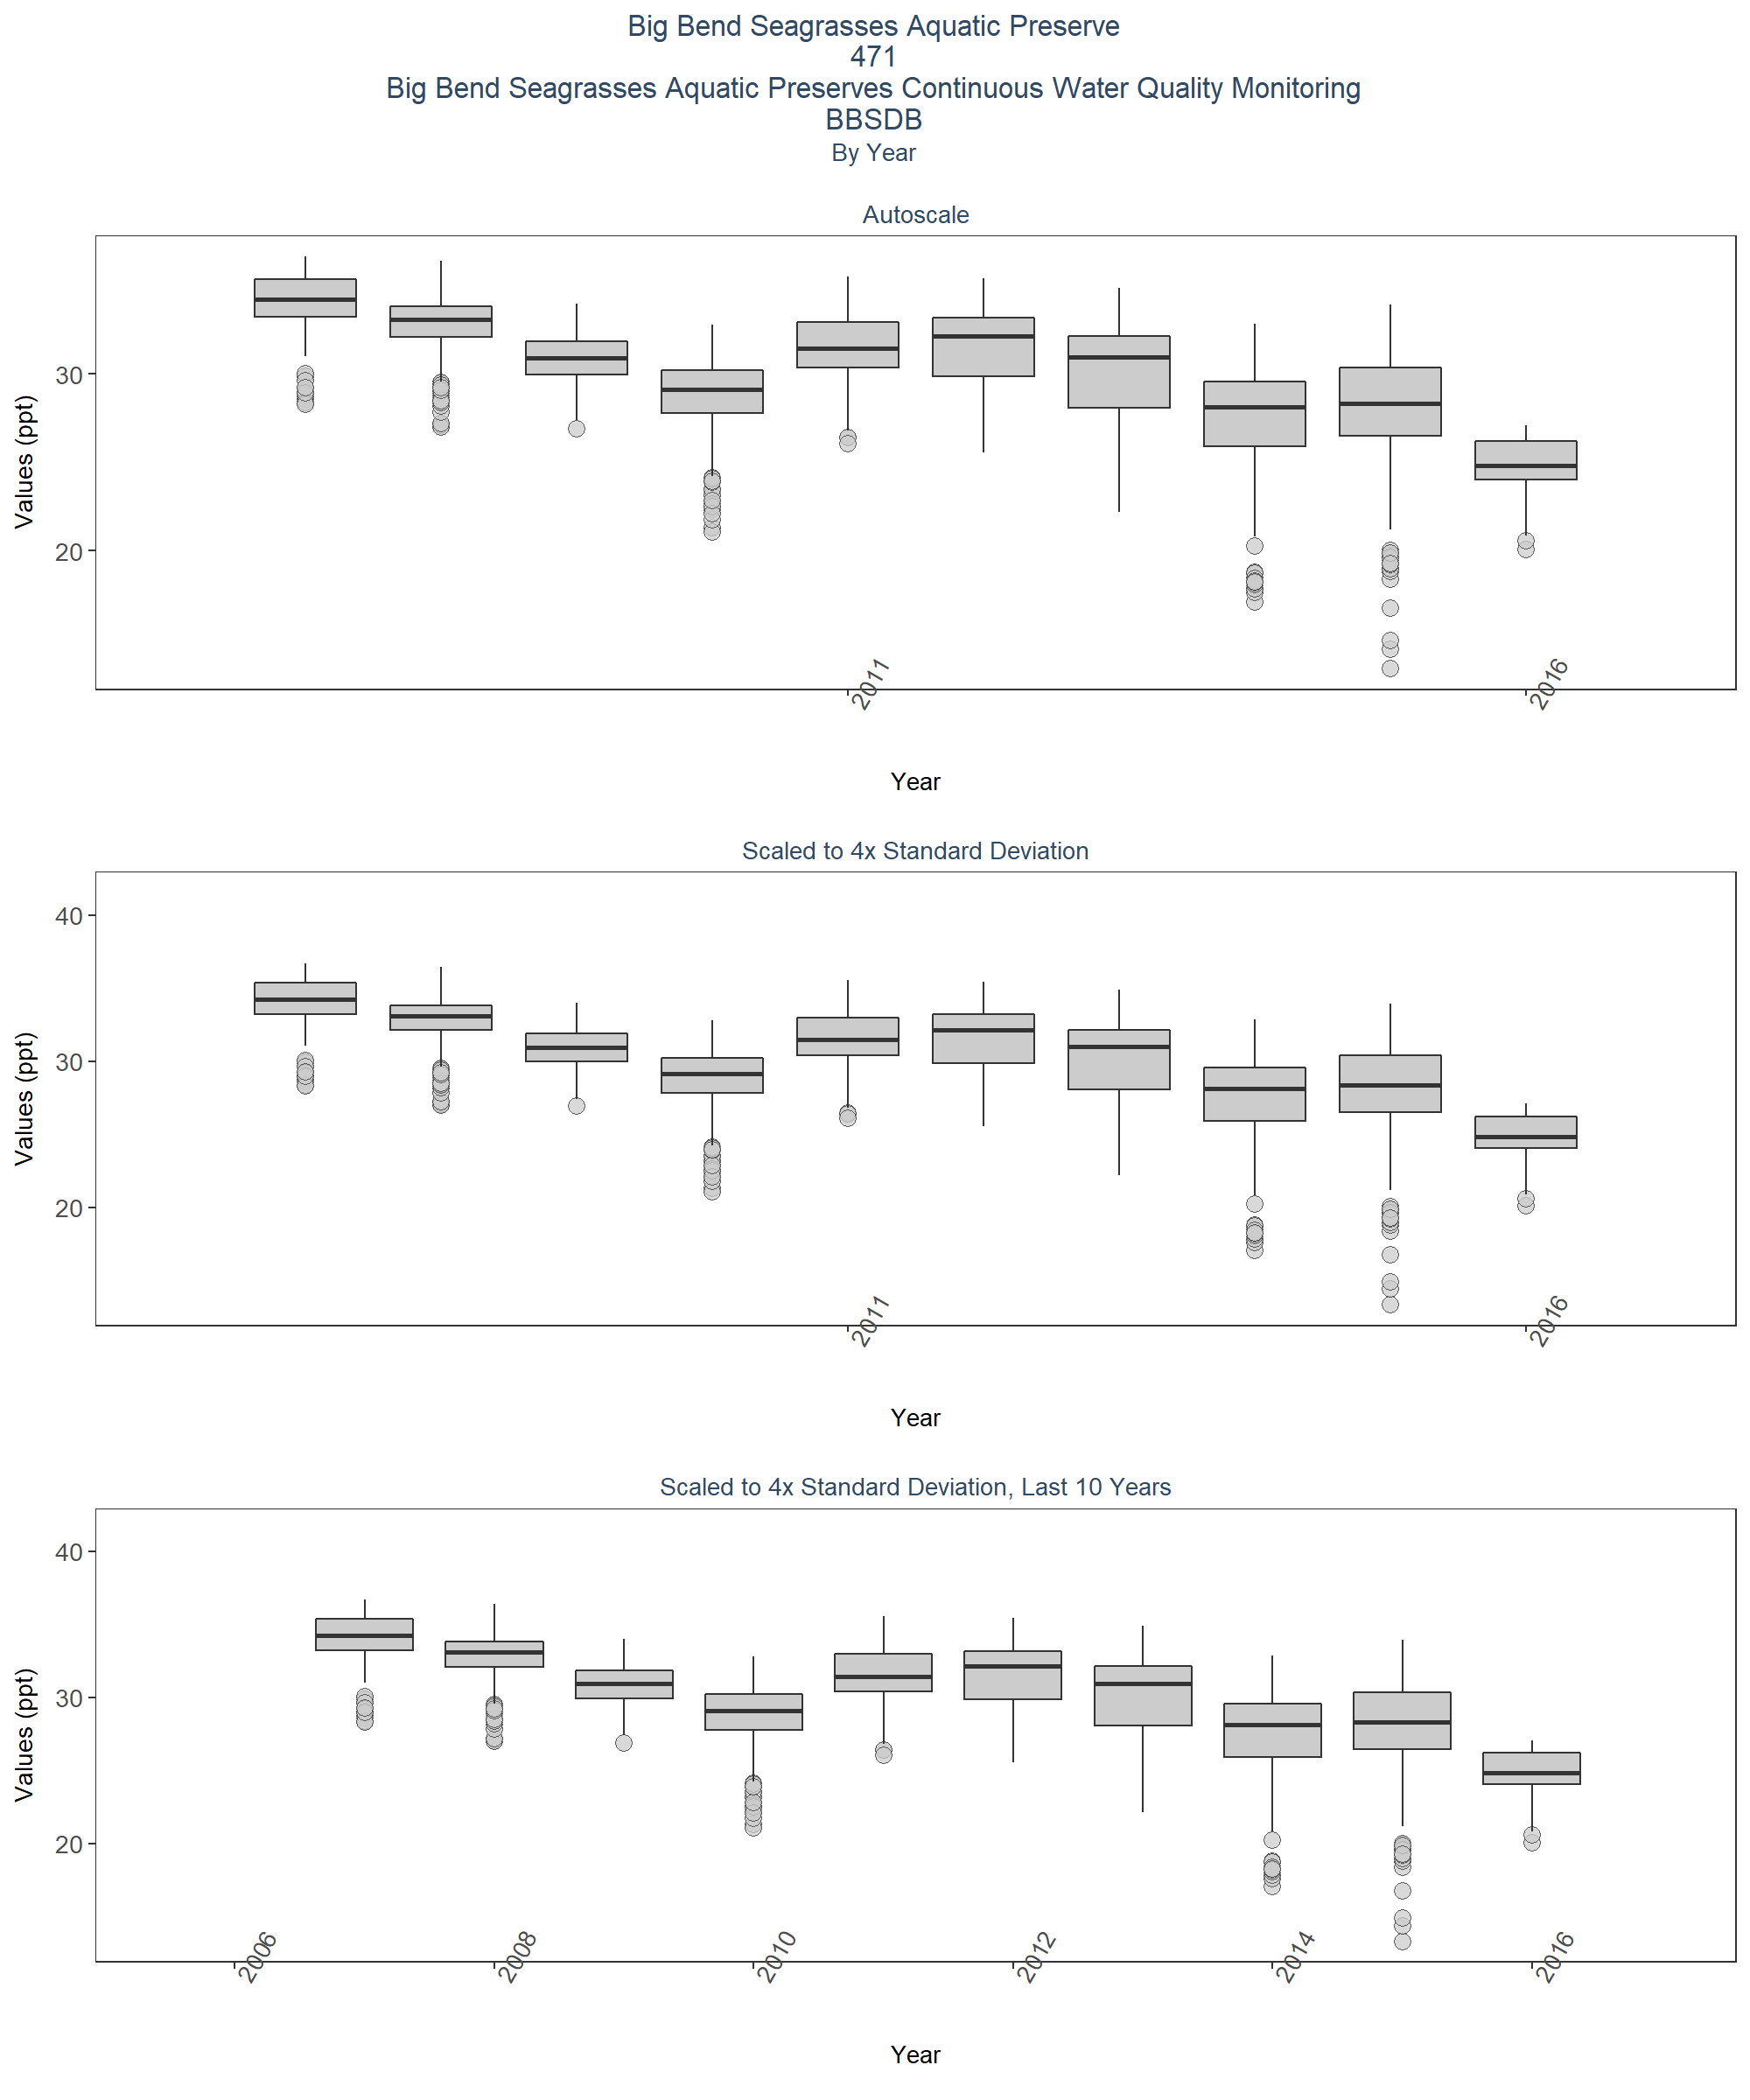 Big Bend Seagrasses Aquatic Preserve
471
Big Bend Seagrasses Aquatic Preserves Continuous Water Quality Monitoring
BBSDB
By Year
Autoscale
Values (ppt)
30
20
2011
2016
Year
Scaled to 4x Standard Deviation
Values (ppt)
40
30
20
2011
2016
Year
Scaled to 4x Standard Deviation, Last 10 Years
Values (ppt)
40
30
20
2006
2008
2010
2012
2014
2016
Year